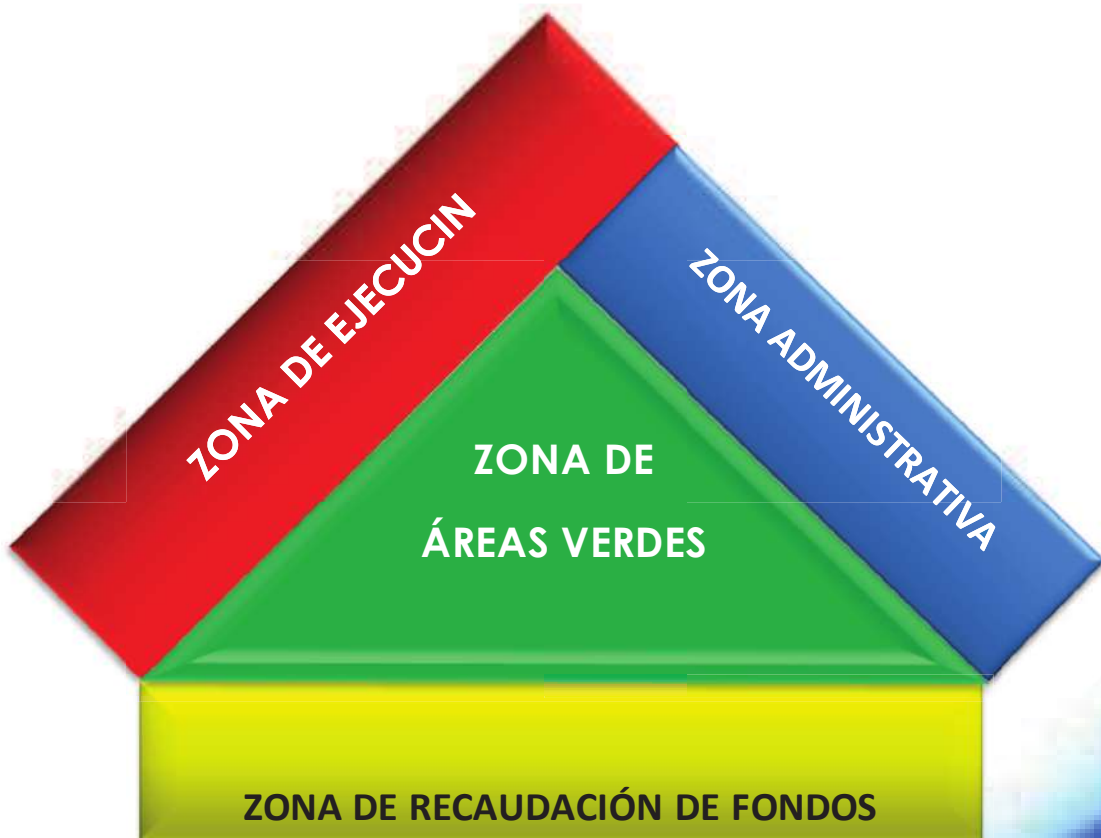 ZONA DE EJECUCIN
ZONA ADMINISTRATIVA
ZONA DE
ÁREAS VERDES
ZONA DE RECAUDACIÓN DE FONDOS